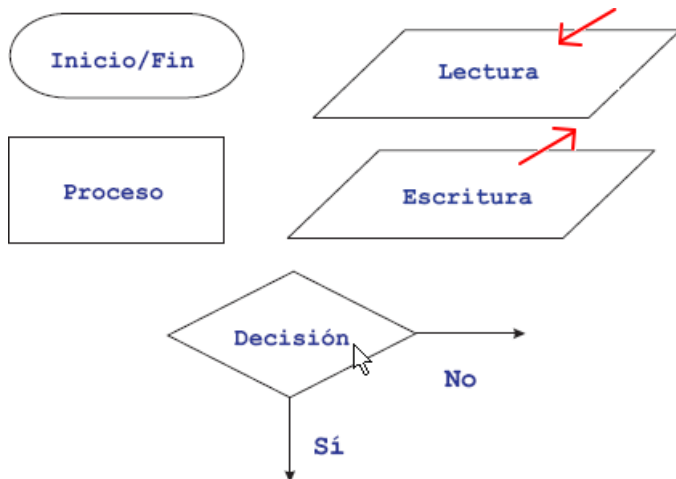 Inicio/Fin
Lectura
Proceso
Escritura
Decisión
No
Sí